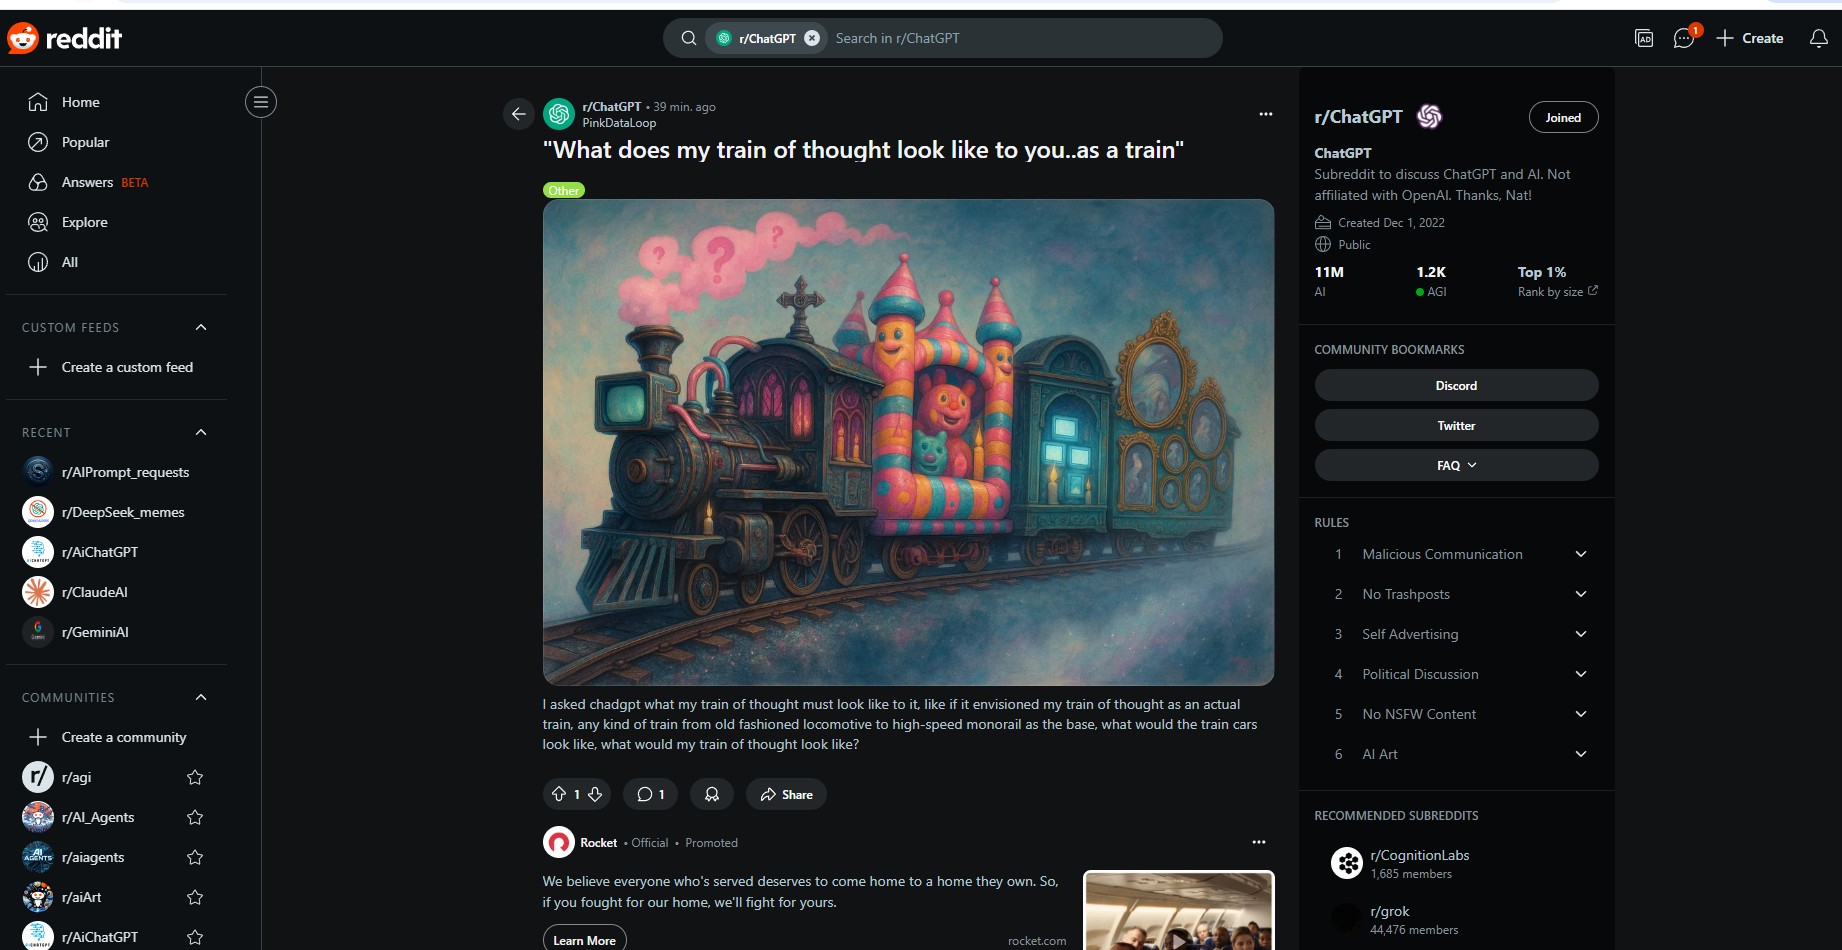 reddit
r/ChatGPT
Search in r/ChatGPT
AD
1
Create
Home
Popular
Answers BETA
Explore
All
CUSTOM FEEDS
Create a custom feed
RECENT
r/AIPrompt_requests
r/DeepSeek_memes
r/AiChatGPT
r/ClaudeAI
r/GeminiAI
COMMUNITIES
Create a community
r/
r/agi
r/AI_Agents
AI AGENTS
r/aiagents
r/aiArt
r/AiChatGPT
r/ChatGPT • 39 min. ago
PinkDataLoop
"What does my train of thought look like to you..as a train"
Other
? ? ?
I asked chadgpt what my train of thought must look like to it, like if it envisioned my train of thought as an actual
train, any kind of train from old fashioned locomotive to high-speed monorail as the base, what would the train cars
look like, what would my train of thought look like?
1
1
Share
Rocket • Official • Promoted
We believe everyone who's served deserves to come home to a home they own. So,
if you fought for our home, we'll fight for yours.
Learn More
rocket.com
r/ChatGPT
Joined
ChatGPT
Subreddit to discuss ChatGPT and AI. Not
affiliated with OpenAI. Thanks, Nat!
Created Dec 1, 2022
Public
11M
1.2K
Top 1%
AI
AGI
Rank by size
COMMUNITY BOOKMARKS
Discord
Twitter
FAQ
RULES
1 Malicious Communication
2 No Trashposts
3 Self Advertising
4 Political Discussion
5 No NSFW Content
6 AI Art
RECOMMENDED SUBREDDITS
r/CognitionLabs
1,685 members
r/grok
44,476 members